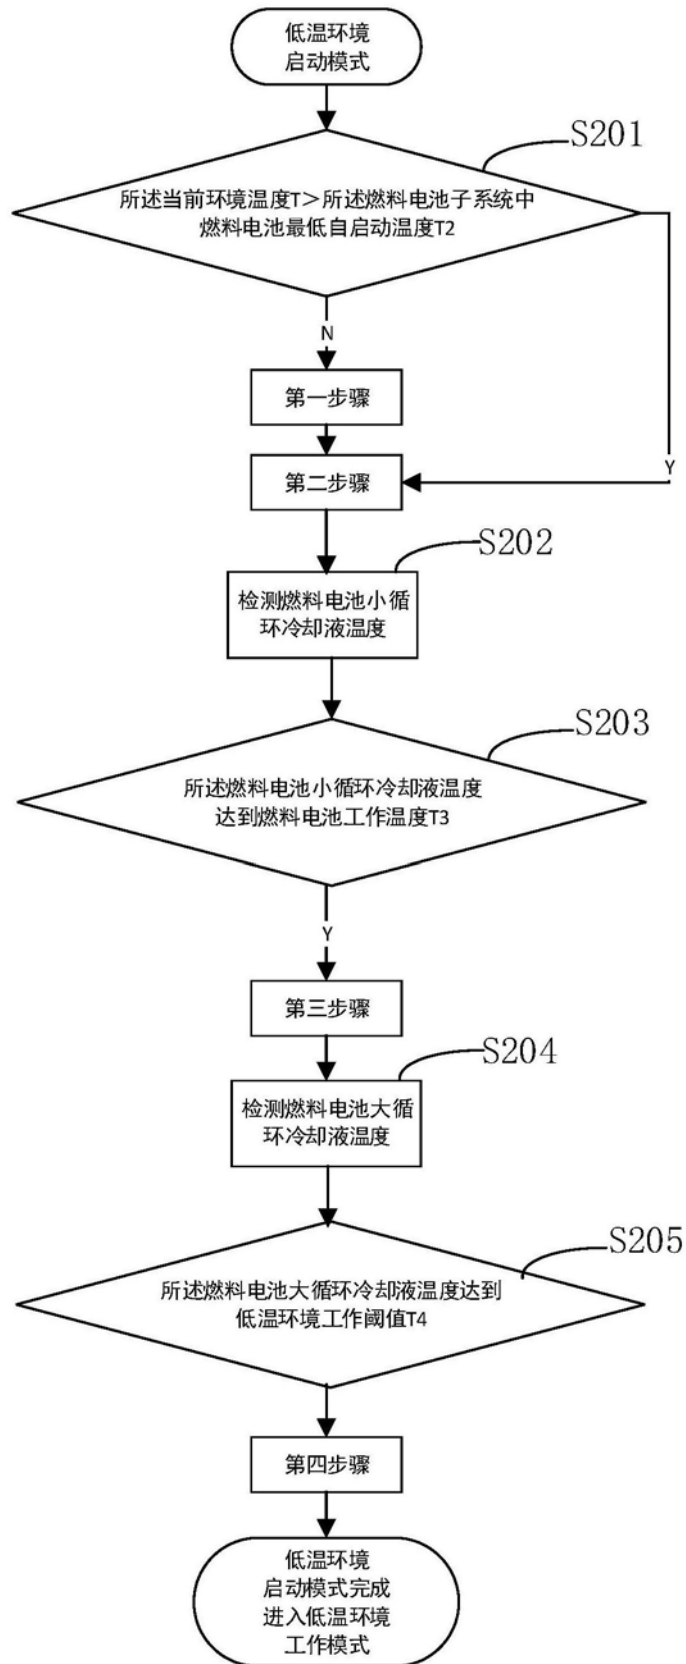 低温环境
启动模式
S201
所述当前环境温度T＞所述燃料电池子系统中
燃料电池最低自启动温度T2
N
第一步骤
Y
第二步骤
S202
检测燃料电池小循
环冷却液温度
S203
所述燃料电池小循环冷却液温度
达到燃料电池工作温度T3
Y
第三步骤
S204
检测燃料电池大循
环冷却液温度
S205
所述燃料电池大循环冷却液温度达到
低温环境工作阈值T4
第四步骤
低温环境
启动模式完成
进入低温环境
工作模式